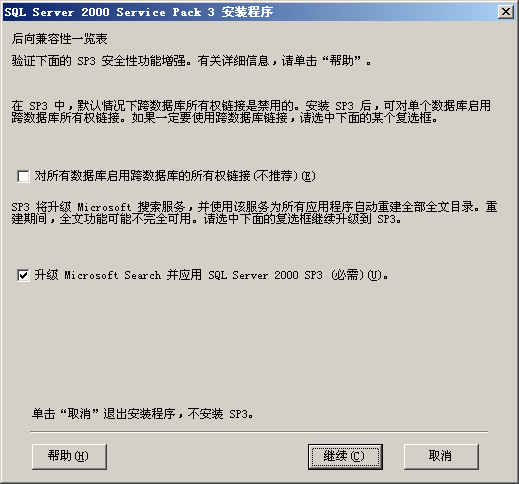 SQL Server 2000 Service Pack 3 安装程序
后向兼容性一览表
验证下面的 SP3 安全性功能增强。有关详细信息，请单击“帮助”。
在 SP3 中，默认情况下跨数据库所有权链接是禁用的。安装 SP3 后，可对单个数据库启用
跨数据库所有权链接。如果一定要使用跨数据库链接，请选中下面的某个复选框。
对所有数据库启用跨数据库的所有权链接(不推荐)(E)
SP3 将升级 Microsoft 搜索服务，并使用该服务为所有应用程序自动重建全部全文目录。重
建期间，全文功能可能不完全可用。请选中下面的复选框继续升级到 SP3。
升级 Microsoft Search 并应用 SQL Server 2000 SP3 (必需)(U)。
单击“取消”退出安装程序，不安装 SP3。
帮助(H)
继续(C)
取消